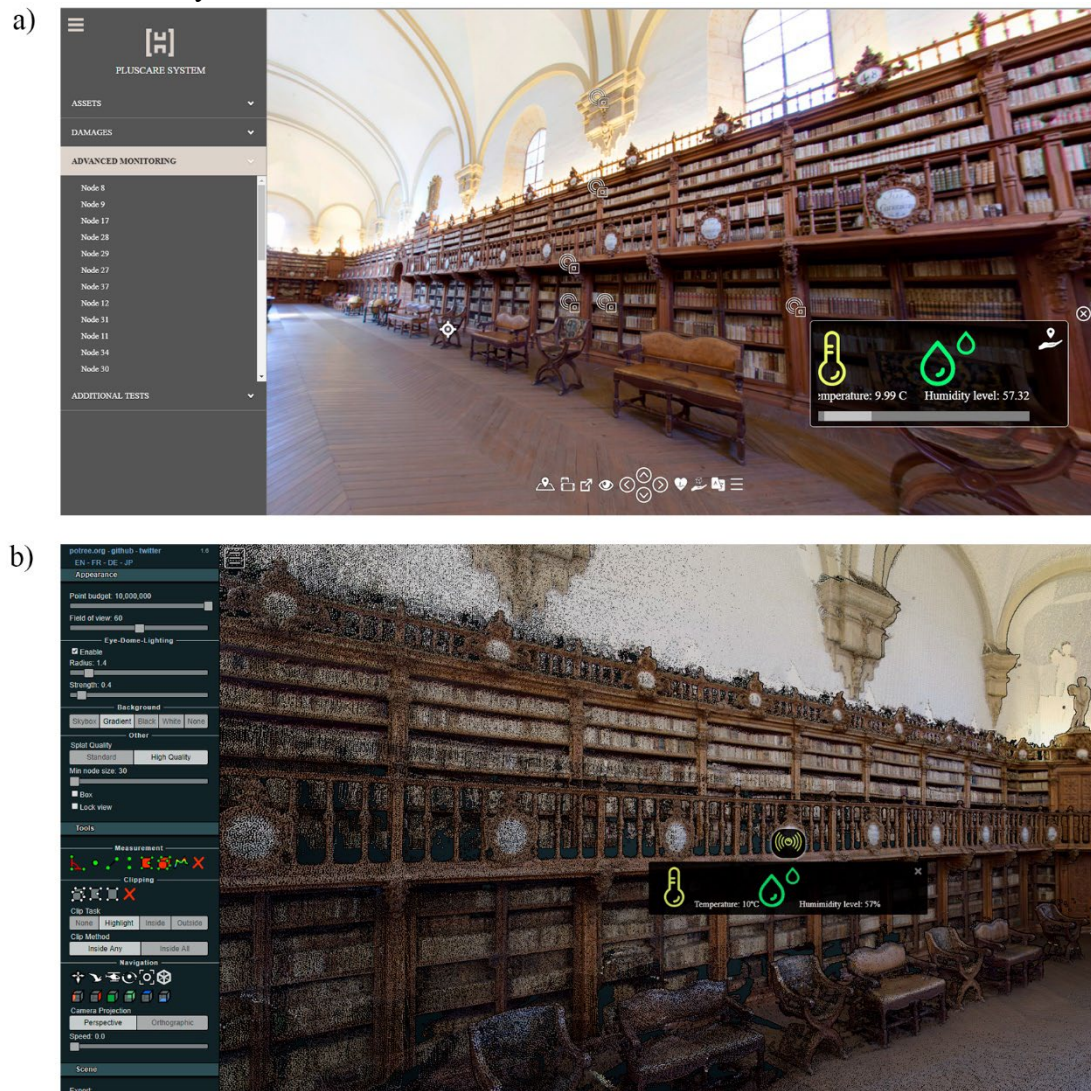 a)
PLUSCARE SYSTEM
ASSETS
DAMAGES
ADVANCED MONITORING
Node 8
Node 9
Node 17
Node 28
Node 29
Node 27
Node 37
Node 12
Node 31
Node 11
Node 34
Node 30
ADDITIONAL TESTS
emperature: 9.99 C Humidity level: 57.32
b)
potree.org - github - twitter 1.6
EN - FR - DE - JP
Appearance
Point budget: 10,000,000
Field of view: 60
Eye-Dome-Lighting
Enable
Radius: 1.4
Strength: 0.4
Background
Skybox Gradient Black White None
Other
Splat Quality
Standard High Quality
Min node size: 30
Box
Lock view
Tools
Measurement
Clipping
Clip Task
None Highlight Inside Outside
Clip Method
Inside Any Inside All
Navigation
Camera Projection
Perspective Orthographic
Speed: 0.0
Scene
Export
Temperature: 10°C Humimidity level: 57%